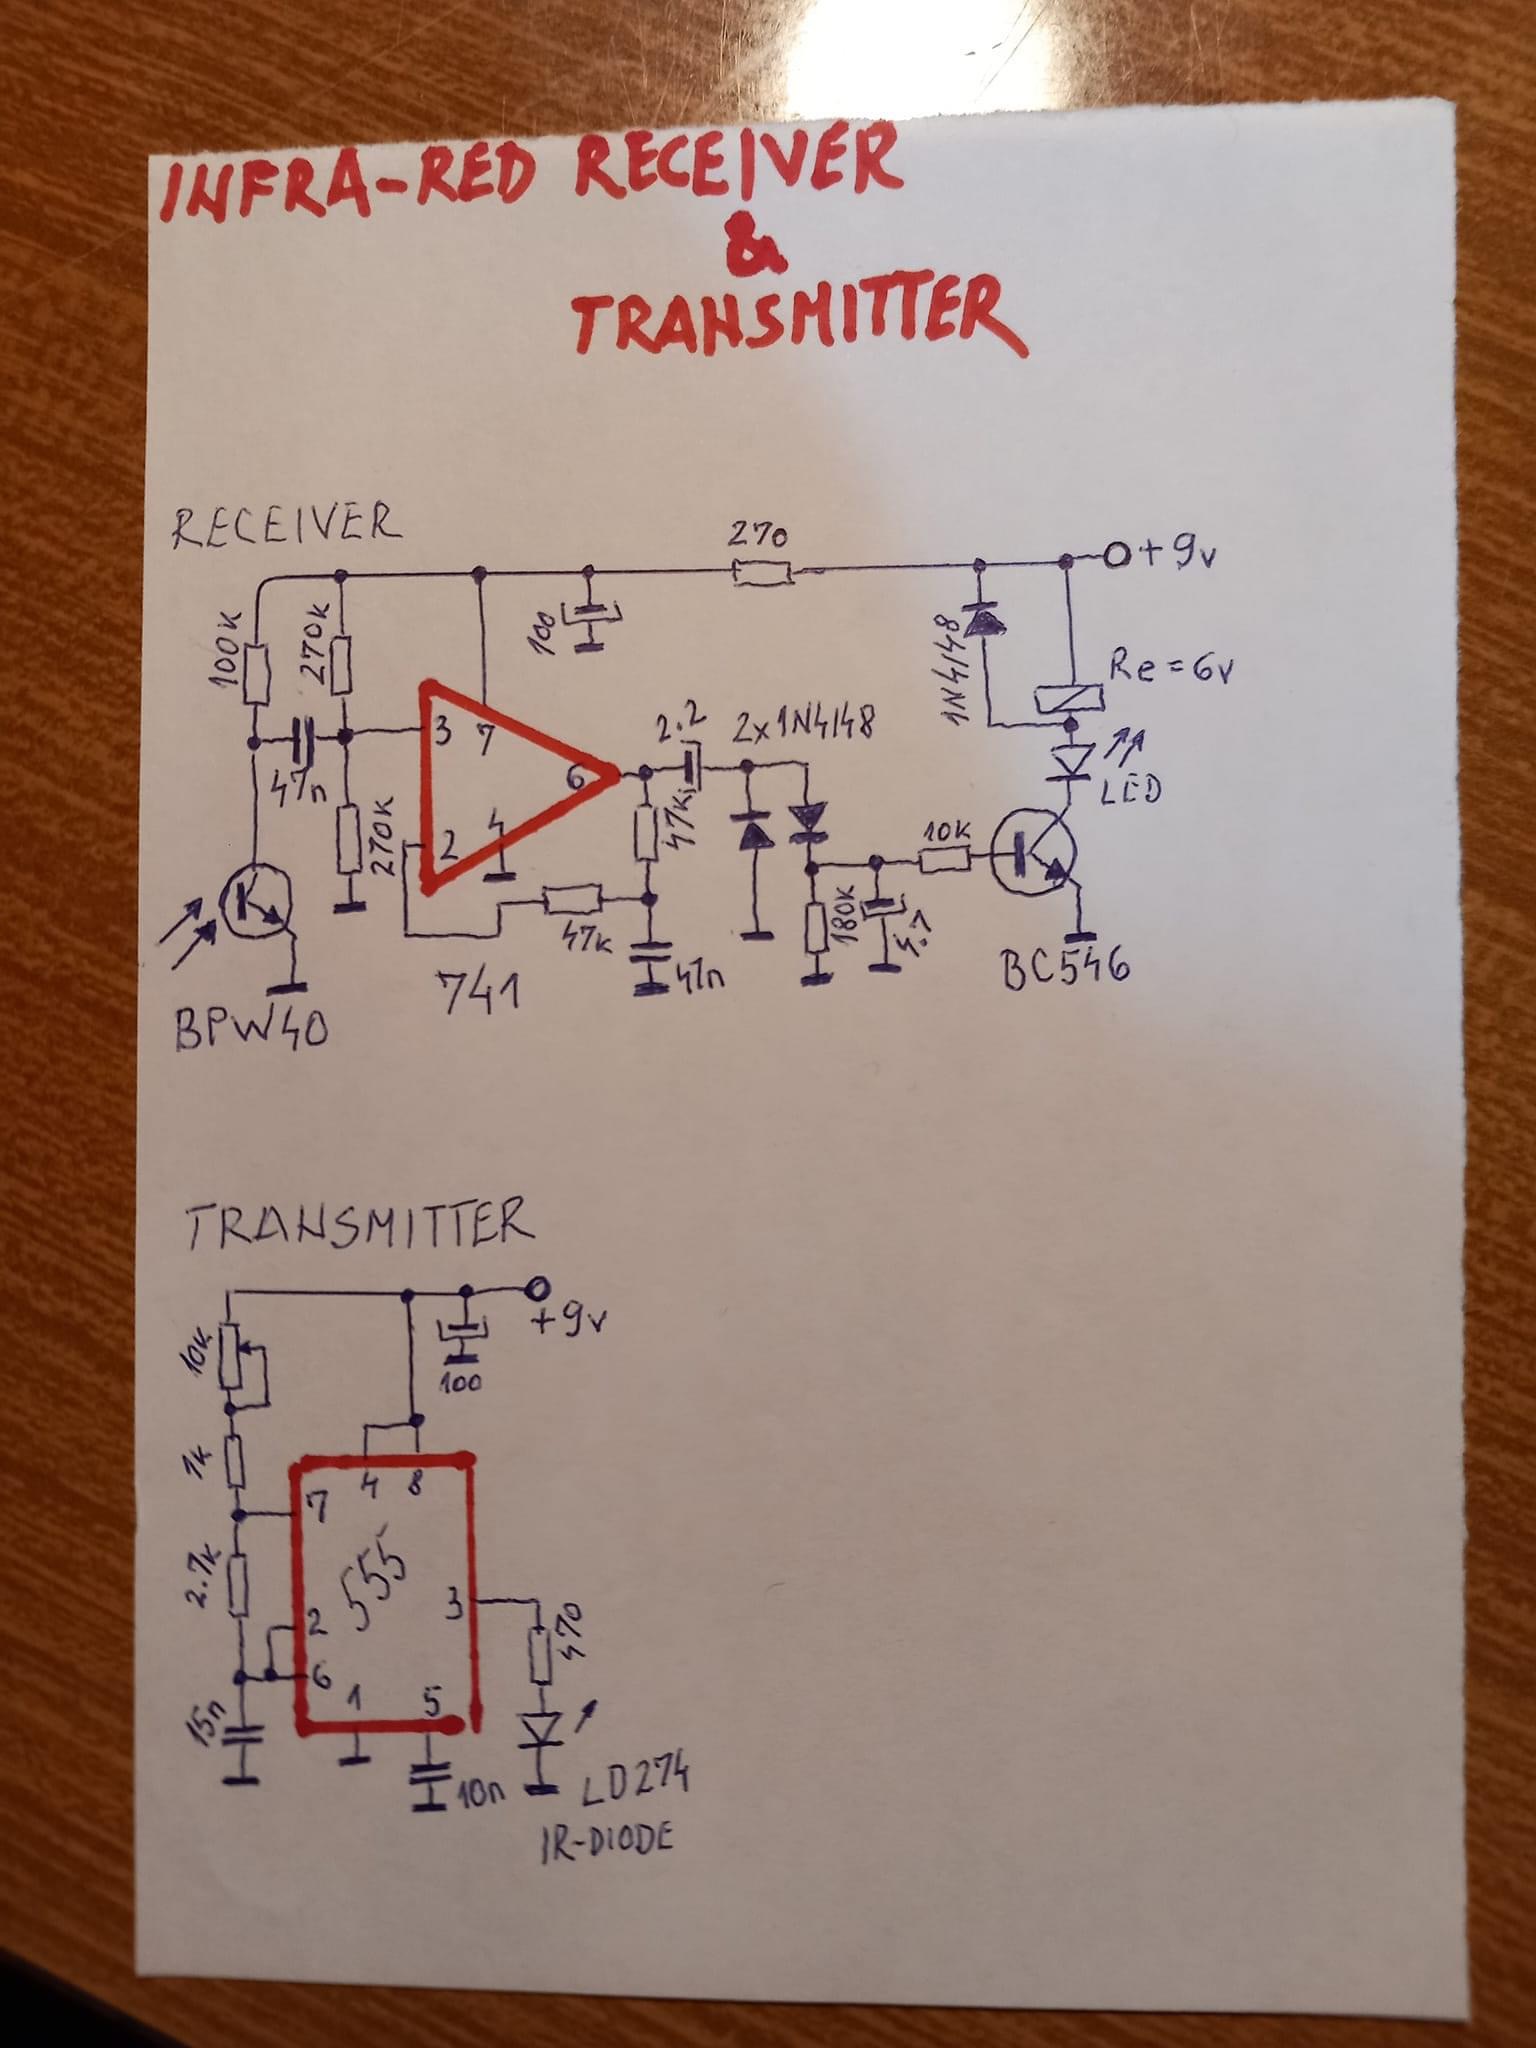 INFRA-RED RECEIVER
&
TRANSMITTER
RECEIVER
270
+9v
100k
270k
100
1N4148
Re=6v
3
7
2.2
2x1N4148
6
47n
47k
LED
270k
2
4
10k
47k
180k
4.7
741
47n
BC546
BPW40
TRANSMITTER
+9v
10k
100
1k
4 8
7
2.7k
555
3
470
2
6
15n
1
5
10n
LD274
IR-DIODE